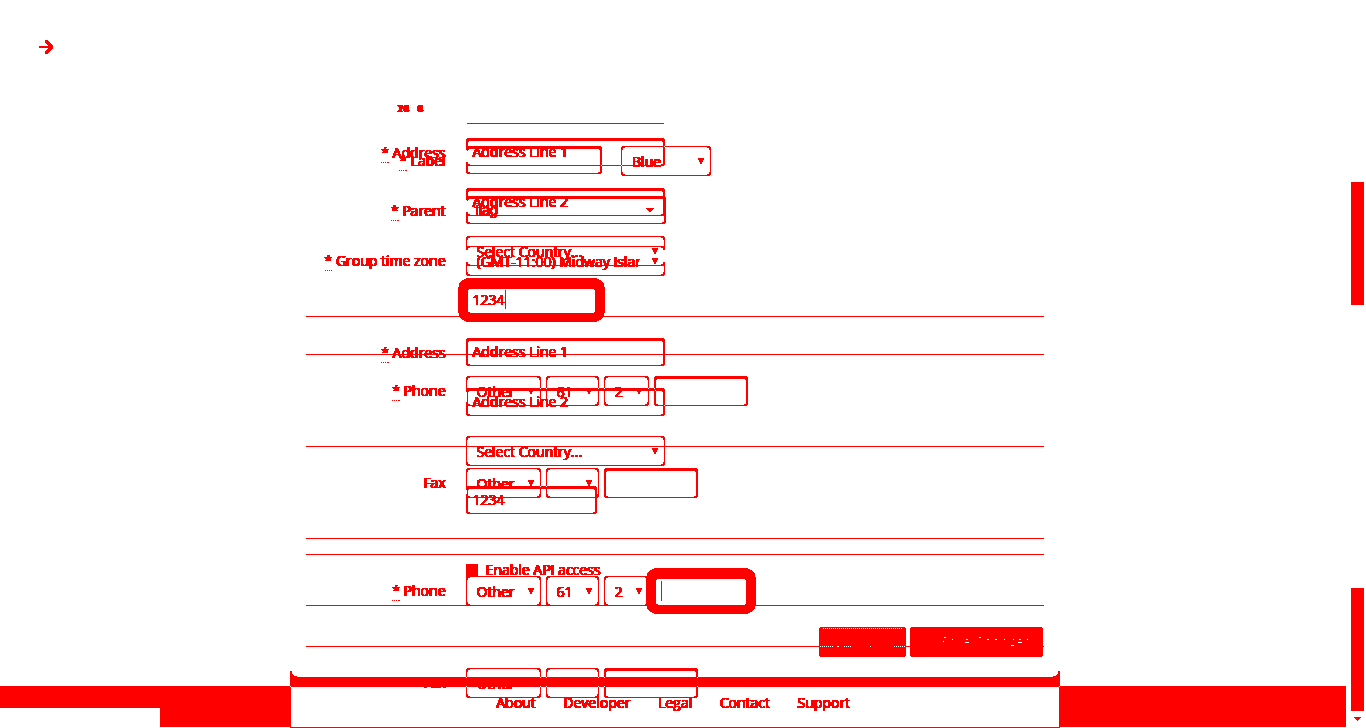 * Address Address Line 1
* Label Blue
Address Line 2
* Parent flag
Select Country...
* Group time zone (GMT-11:00) Midway Islar
1234
* Address Address Line 1
* Phone Other 61 2
Address Line 2
Select Country...
Fax Other
1234
Enable API access
* Phone Other 61 2
About Developer Legal Contact Support